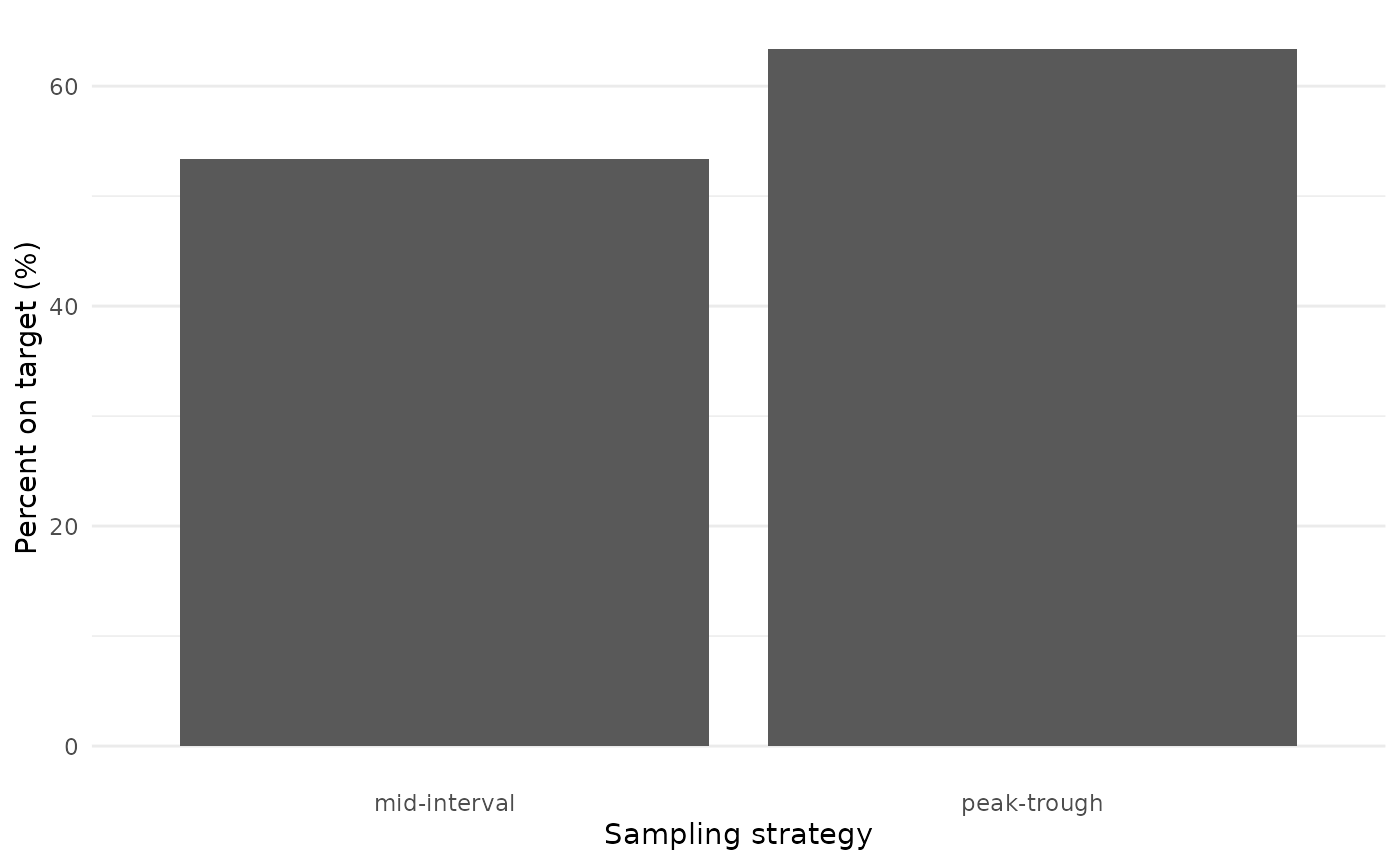 Percent on target (%)
60
40
20
0
mid-interval peak-trough
Sampling strategy